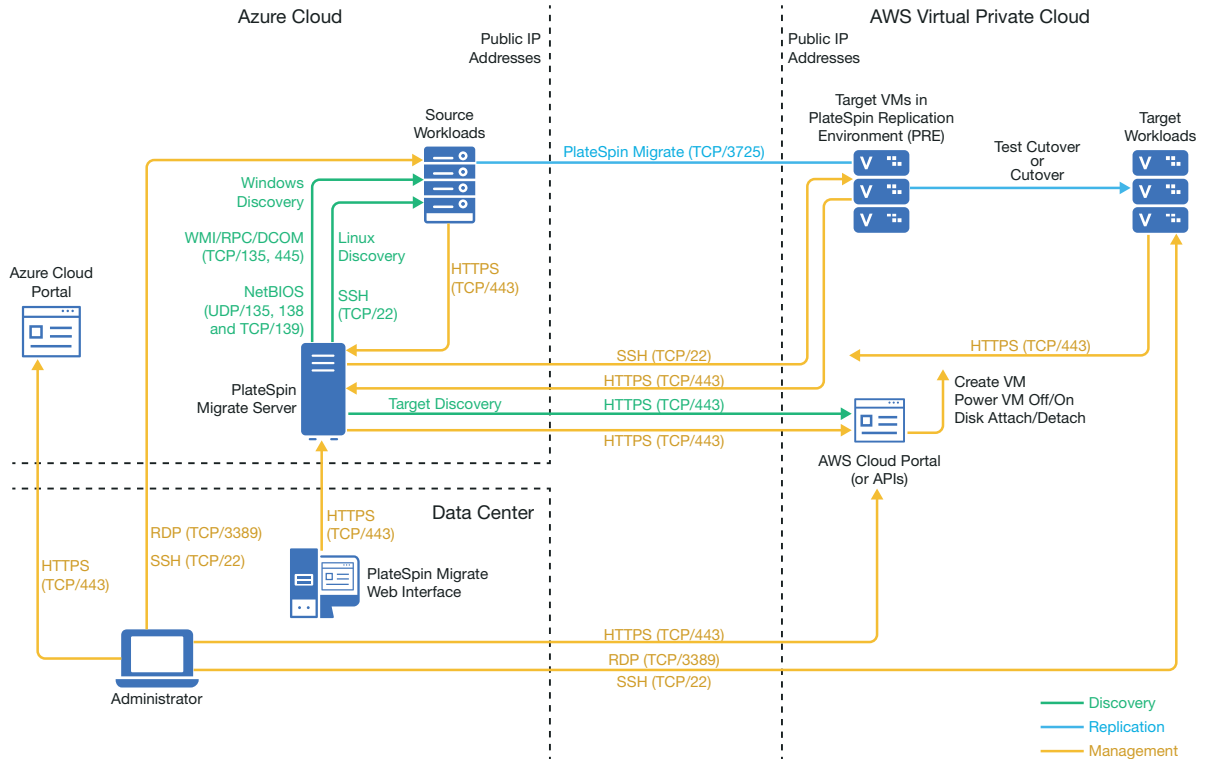 Azure Cloud
AWS Virtual Private Cloud
Public IP
Addresses
Public IP
Addresses
Source
Workloads
Target VMs in
PlateSpin Replication
Environment (PRE)
Target
Workloads
PlateSpin Migrate (TCP/3725)
Test Cutover
or
Cutover
Windows
Discovery
WMI/RPC/DCOM
(TCP/135, 445)
Linux
Discovery
NetBIOS
(UDP/135, 138
and TCP/139)
SSH
(TCP/22)
HTTPS
(TCP/443)
Azure Cloud
Portal
PlateSpin
Migrate Server
SSH (TCP/22)
HTTPS (TCP/443)
Target Discovery
HTTPS (TCP/443)
HTTPS (TCP/443)
HTTPS (TCP/443)
Create VM
Power VM Off/On
Disk Attach/Detach
AWS Cloud Portal
(or APIs)
Data Center
HTTPS
(TCP/443)
RDP (TCP/3389)
SSH (TCP/22)
HTTPS
(TCP/443)
PlateSpin Migrate
Web Interface
HTTPS (TCP/443)
RDP (TCP/3389)
SSH (TCP/22)
Administrator
Discovery
Replication
Management
V
V
V
V
V
V